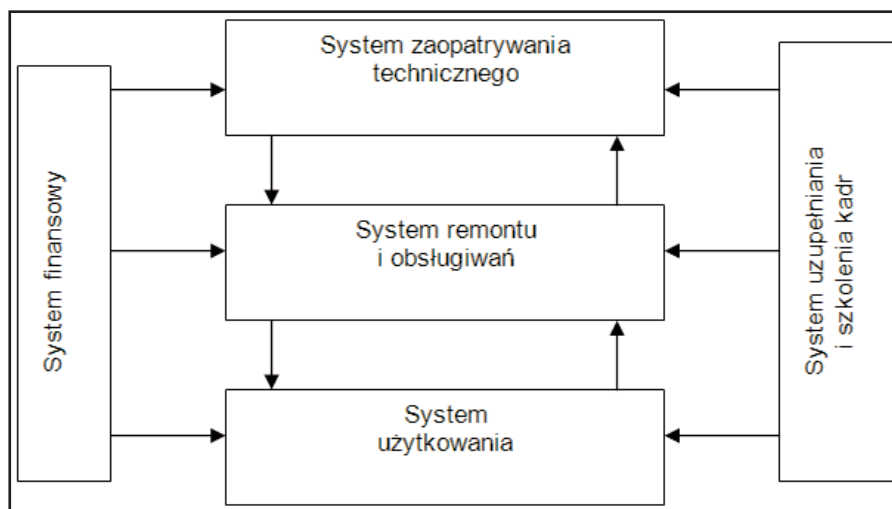 System zaopatrywania
technicznego
System finansowy
System remontu
i obsługiwań
System uzupełniania
i szkolenia kadr
System
użytkowania